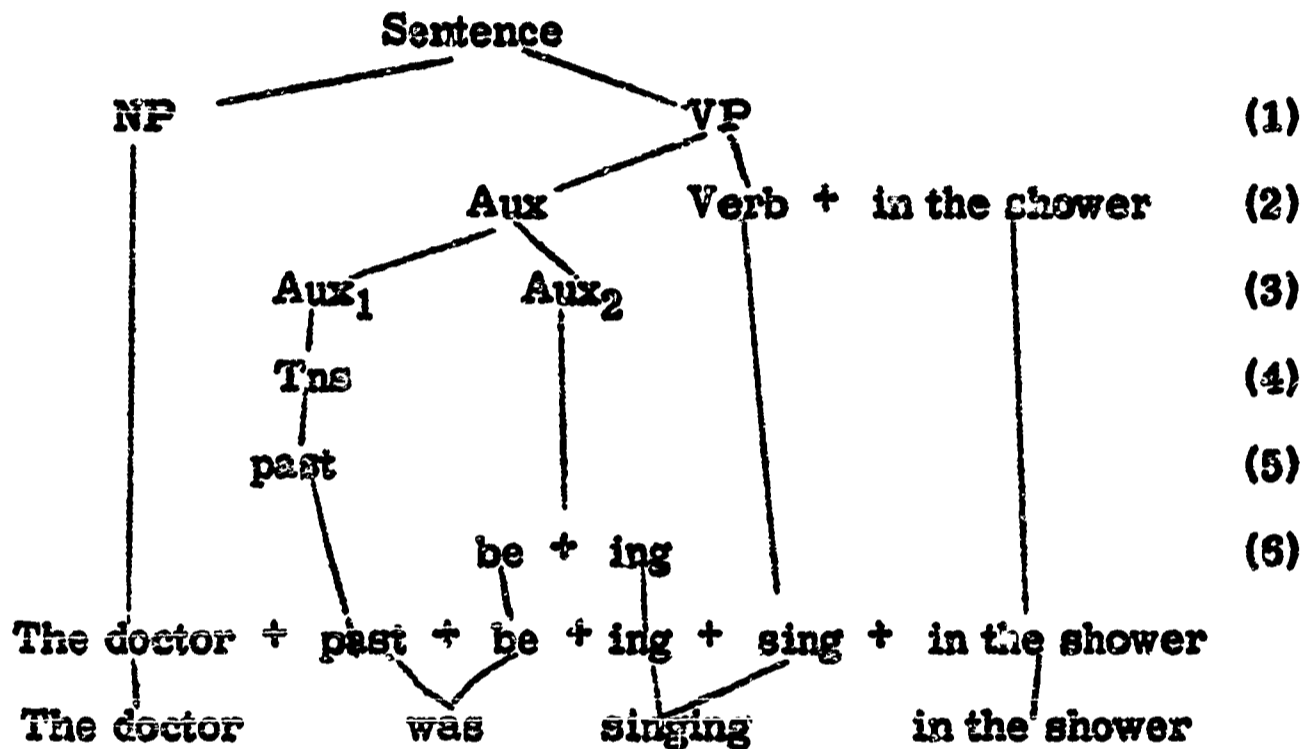 Sentence
NP VP (1)
Aux Verb + in the shower (2)
Aux₁ Aux₂ (3)
Tns (4)
past (5)
be + ing (6)
The doctor + past + be + ing + sing + in the shower
The doctor was singing in the shower